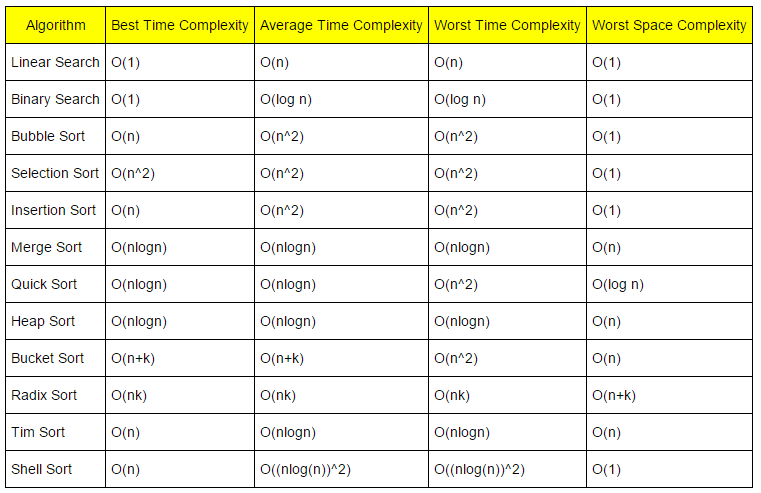 Algorithm Best Time Complexity Average Time Complexity Worst Time Complexity Worst Space Complexity
Linear Search O(1) O(n) O(n) O(1)
Binary Search O(1) O(log n) O(log n) O(1)
Bubble Sort O(n) O(n^2) O(n^2) O(1)
Selection Sort O(n^2) O(n^2) O(n^2) O(1)
Insertion Sort O(n) O(n^2) O(n^2) O(1)
Merge Sort O(nlogn) O(nlogn) O(nlogn) O(n)
Quick Sort O(nlogn) O(nlogn) O(n^2) O(log n)
Heap Sort O(nlogn) O(nlogn) O(nlogn) O(n)
Bucket Sort O(n+k) O(n+k) O(n^2) O(n)
Radix Sort O(nk) O(nk) O(nk) O(n+k)
Tim Sort O(n) O(nlogn) O(nlogn) O(n)
Shell Sort O(n) O((nlog(n))^2) O((nlog(n))^2) O(1)